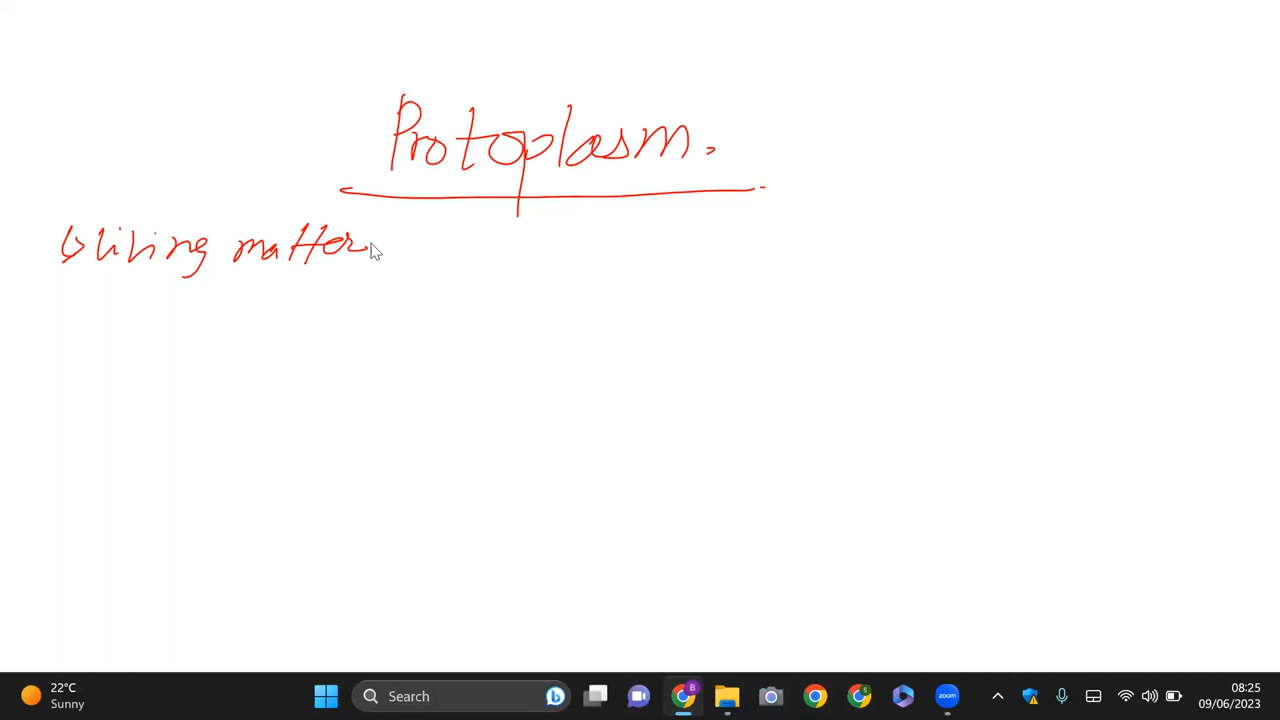 Protoplasm.
↳ living matter
22°C
Sunny
Search
08:25
09/06/2023